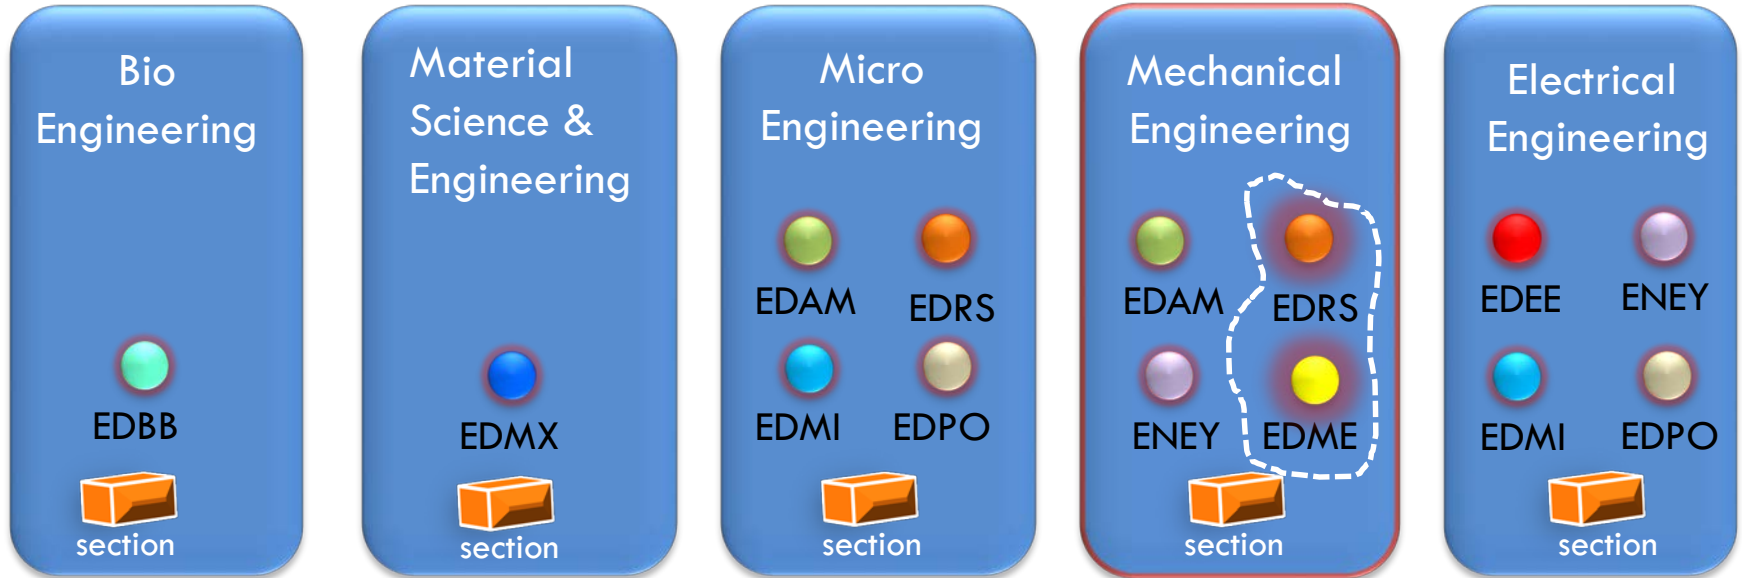 Bio
Engineering
EDBB
section
Material
Science &
Engineering
EDMX
section
Micro
Engineering
EDAM EDRS
EDMI EDPO
section
Mechanical
Engineering
EDAM EDRS
ENEY EDME
section
Electrical
Engineering
EDEE ENEY
EDMI EDPO
section